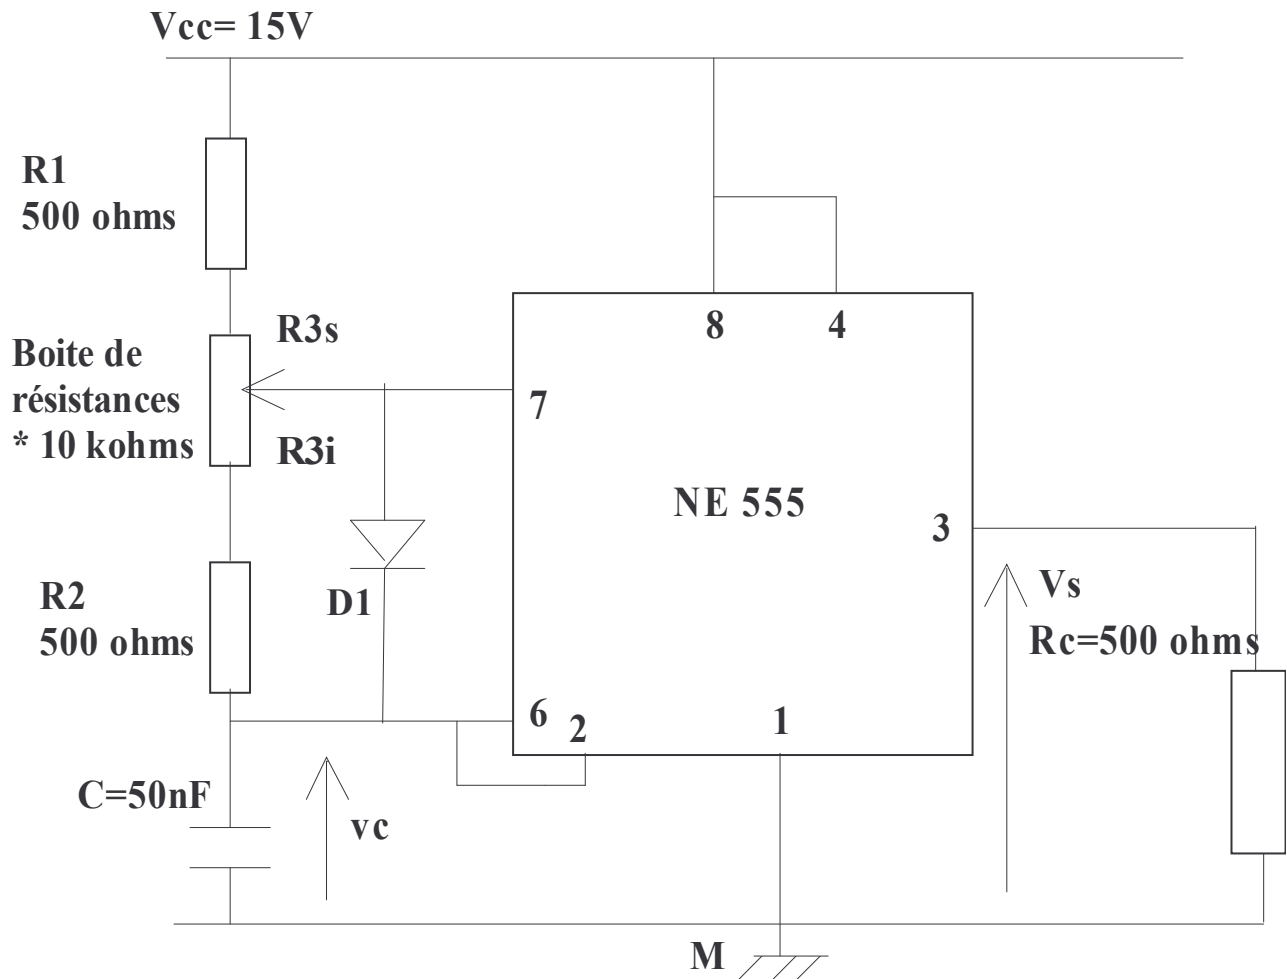 Vcc= 15V
R1
500 ohms
R3s
8
4
Boite de
résistances
* 10 kohms
7
R3i
NE 555
3
R2
500 ohms
D1
Vs
Rc=500 ohms
6
2
1
C=50nF
vc
M